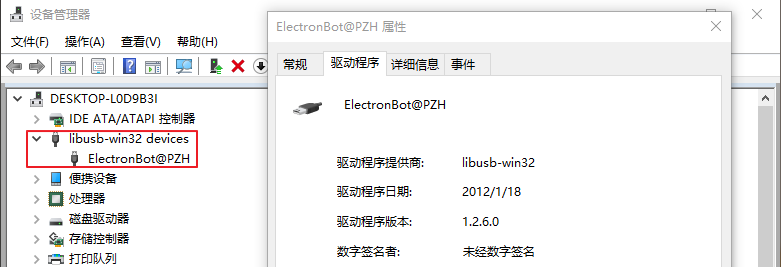 设备管理器
文件(F) 操作(A) 查看(V) 帮助(H)
DESKTOP-L0D9B3I
IDE ATA/ATAPI 控制器
libusb-win32 devices
ElectronBot@PZH
便携设备
处理器
磁盘驱动器
存储控制器
打印队列
ElectronBot@PZH 属性
常规 驱动程序 详细信息 事件
ElectronBot@PZH
驱动程序提供商: libusb-win32
驱动程序日期: 2012/1/18
驱动程序版本: 1.2.6.0
数字签名者: 未经数字签名